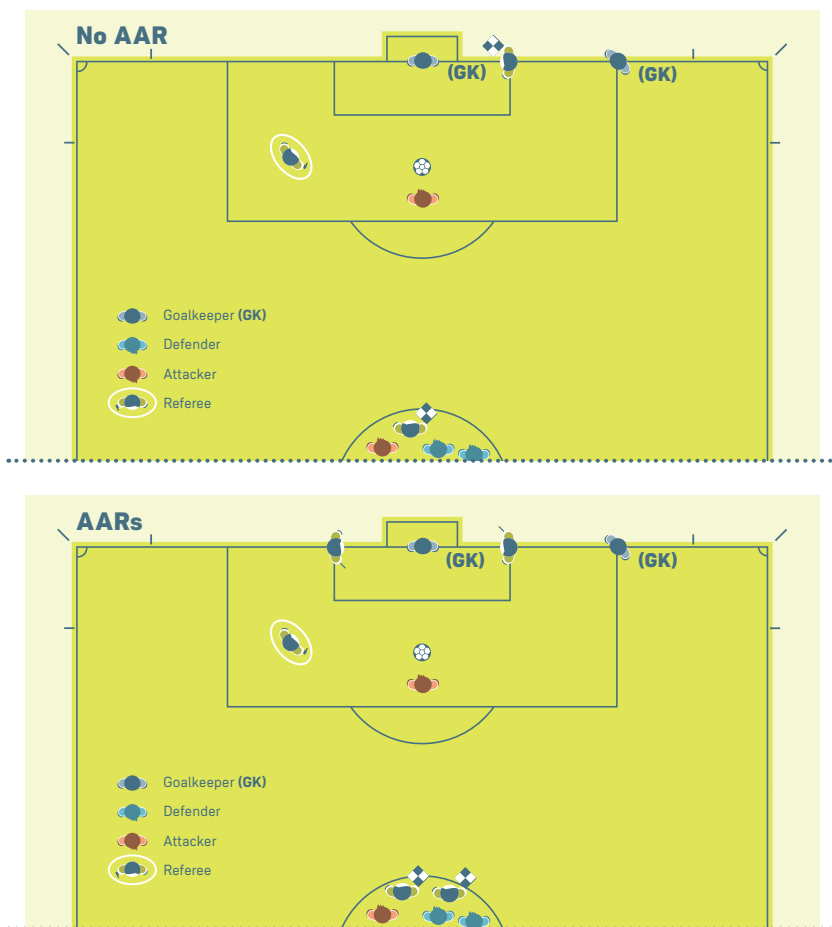 No AAR
(GK)
(GK)
Goalkeeper (GK)
Defender
Attacker
Referee
AARs
(GK)
(GK)
Goalkeeper (GK)
Defender
Attacker
Referee